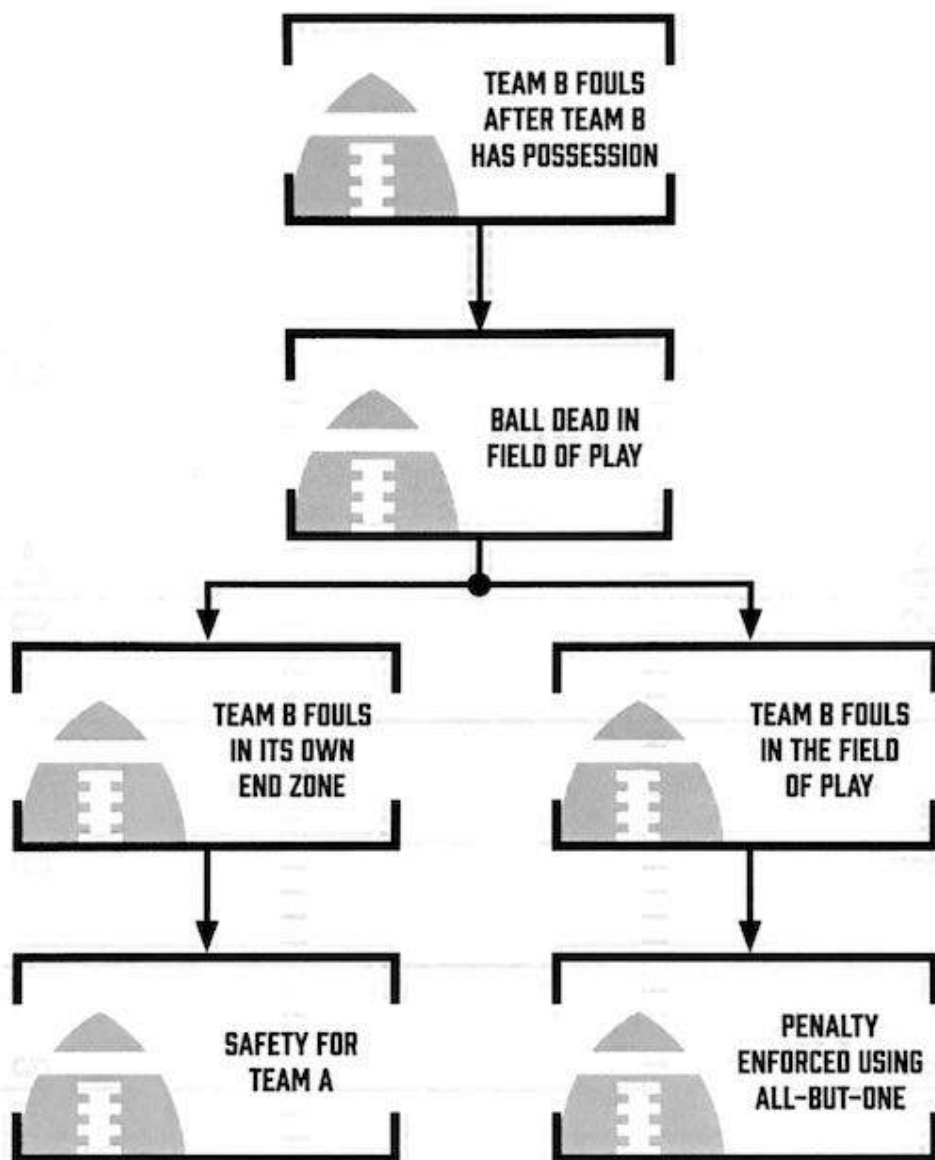 TEAM B FOULS
AFTER TEAM B
HAS POSSESSION
BALL DEAD IN
FIELD OF PLAY
TEAM B FOULS
IN ITS OWN
END ZONE
TEAM B FOULS
IN THE FIELD
OF PLAY
SAFETY FOR
TEAM A
PENALTY
ENFORCED USING
ALL-BUT-ONE